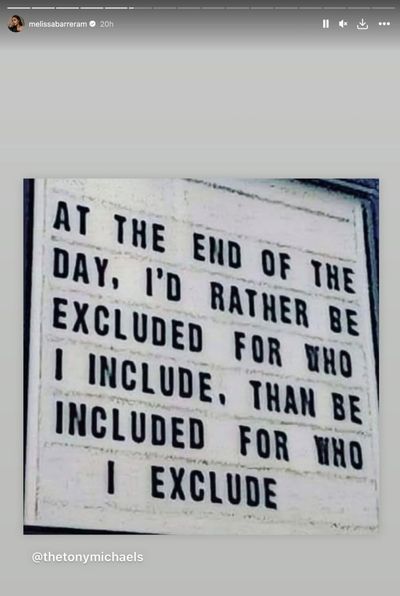 melissabarreram 20h
AT THE END OF THE
DAY, I'D RATHER BE
EXCLUDED FOR WHO
I INCLUDE, THAN BE
INCLUDED FOR WHO
I EXCLUDE
@thetonymichaels